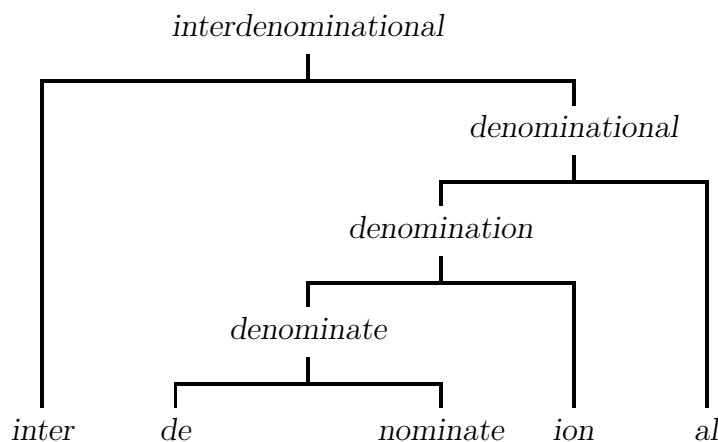 interdenominational
denominational
denomination
denominate
inter de nominate ion al